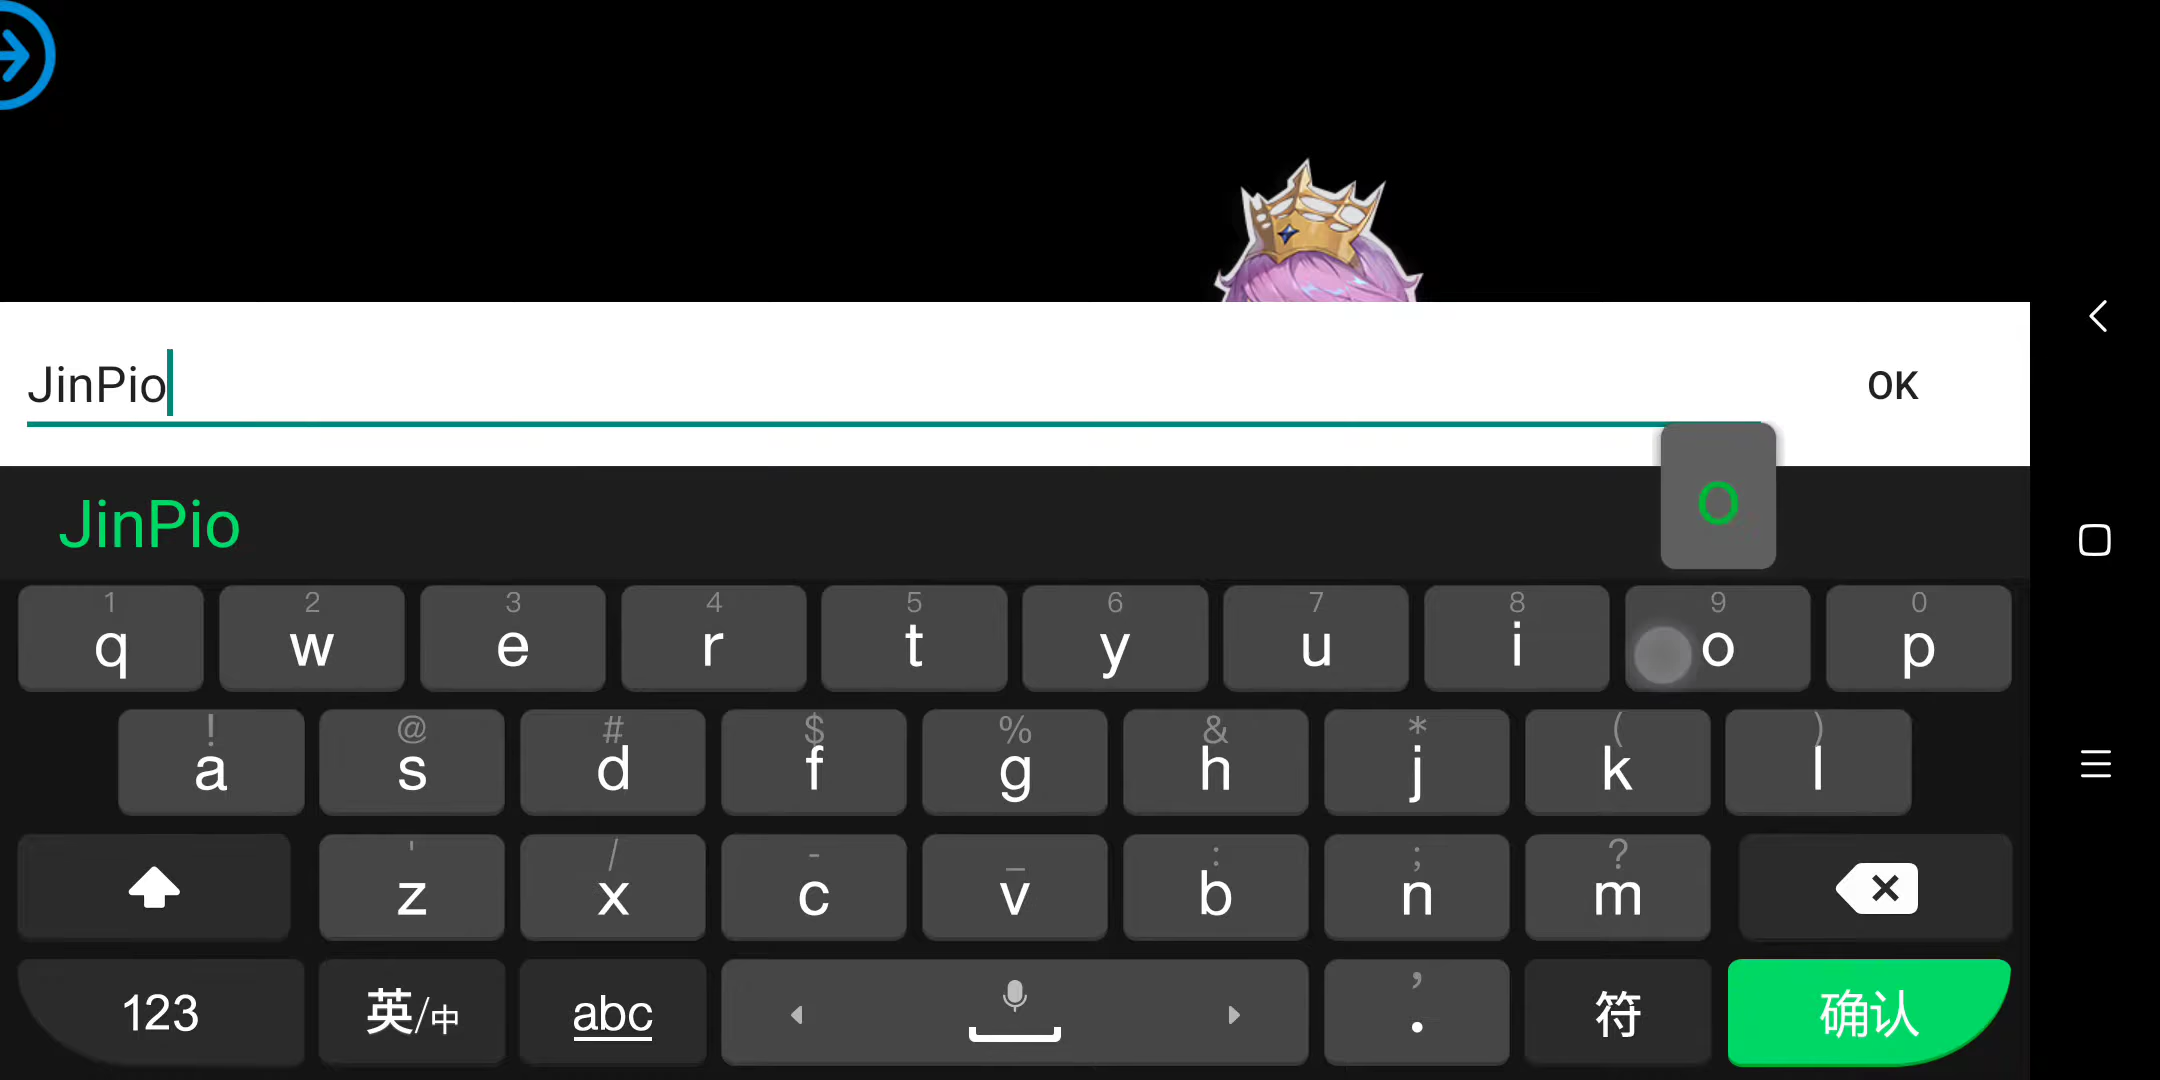 JinPio
OK
JinPio
o
1 2 3 4 5 6 7 8 9 0
q w e r t y u i o p
! @ # $ % & * ( )
a s d f g h j k l
' / - _ : ; ?
z x c v b n m
123 英/中 abc , . 符 确认